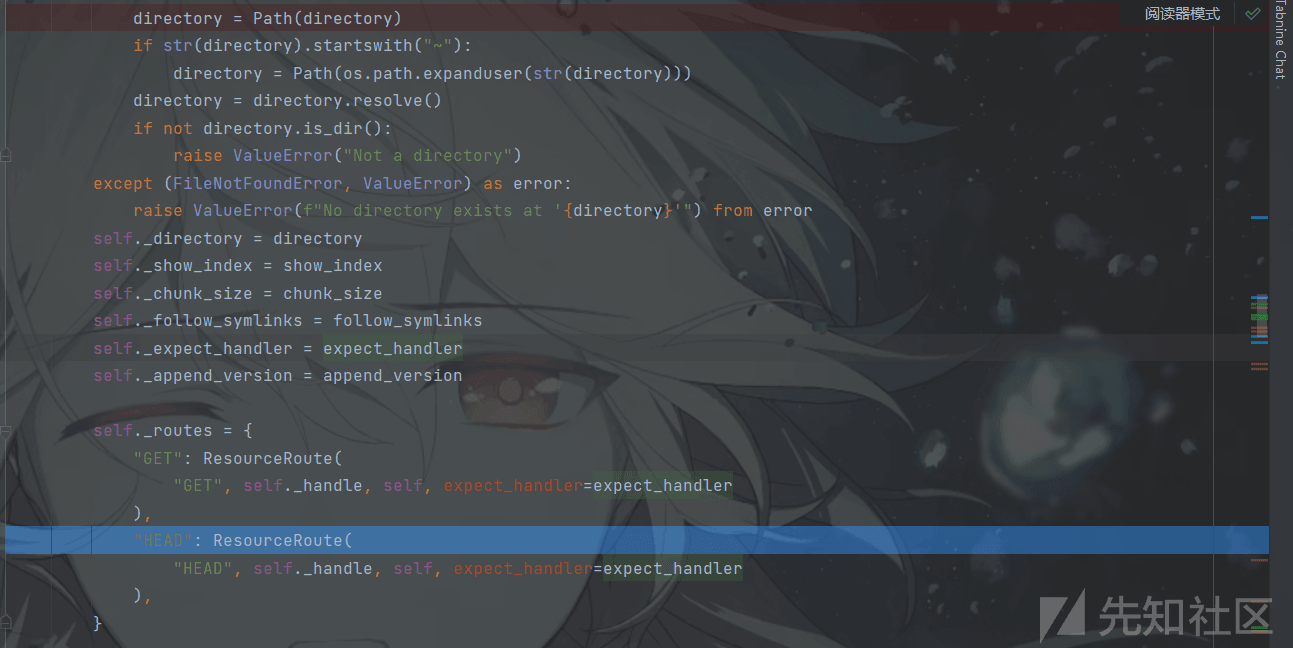 directory = Path(directory)
阅读器模式
Tabnine Chat
if str(directory).startswith("~"):
directory = Path(os.path.expanduser(str(directory)))
directory = directory.resolve()
if not directory.is_dir():
raise ValueError("Not a directory")
except (FileNotFoundError, ValueError) as error:
raise ValueError(f"No directory exists at '{directory}'") from error
self._directory = directory
self._show_index = show_index
self._chunk_size = chunk_size
self._follow_symlinks = follow_symlinks
self._expect_handler = expect_handler
self._append_version = append_version
self._routes = {
"GET": ResourceRoute(
"GET", self._handle, self, expect_handler=expect_handler
),
"HEAD": ResourceRoute(
"HEAD", self._handle, self, expect_handler=expect_handler
),
}
先知社区